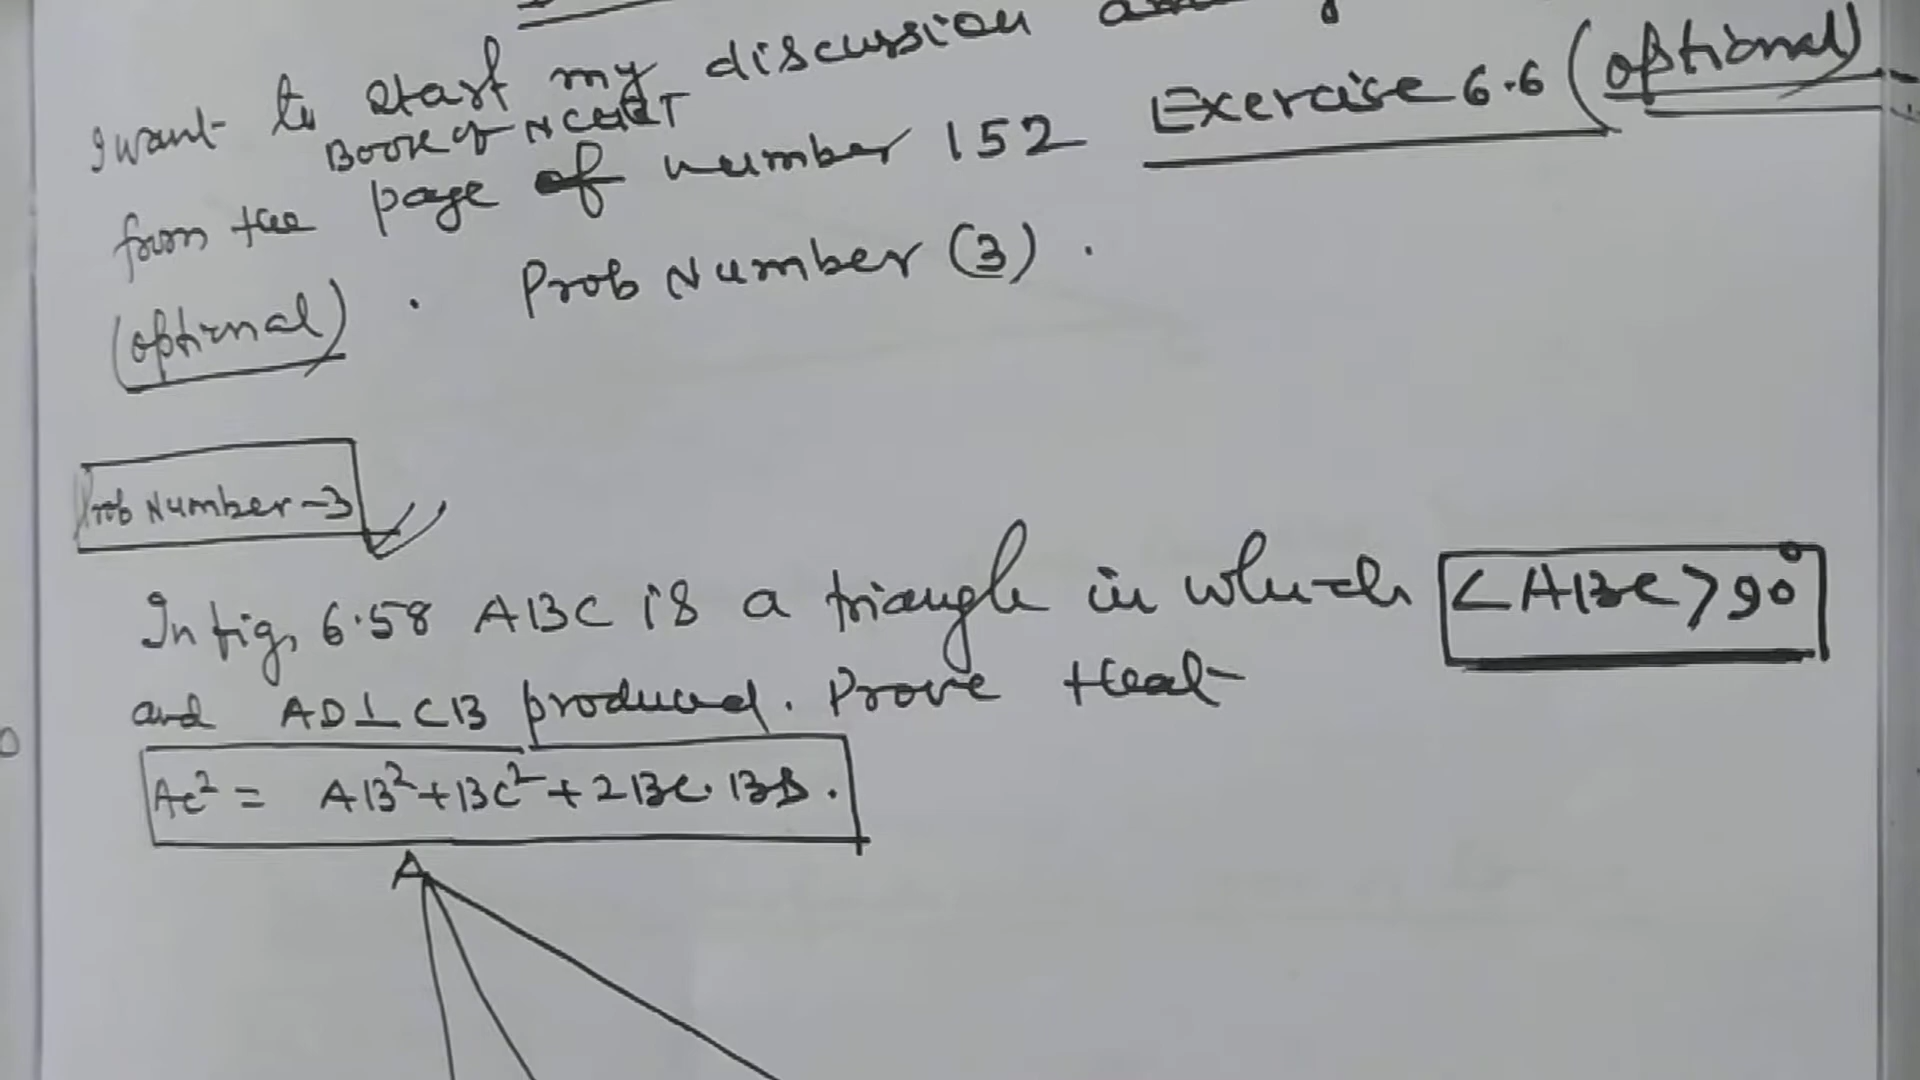 I want to start my discussion
Book of NCERT
from the page of number 152 Exercise 6.6 (optional)
(optional). Prob Number (3).
Prob Number-3
In fig, 6.58 ABC is a triangle in which <ABC > 90°
and AD ⊥ CB produced. Prove that
AC² = AB² + BC² + 2BC. BD.
A